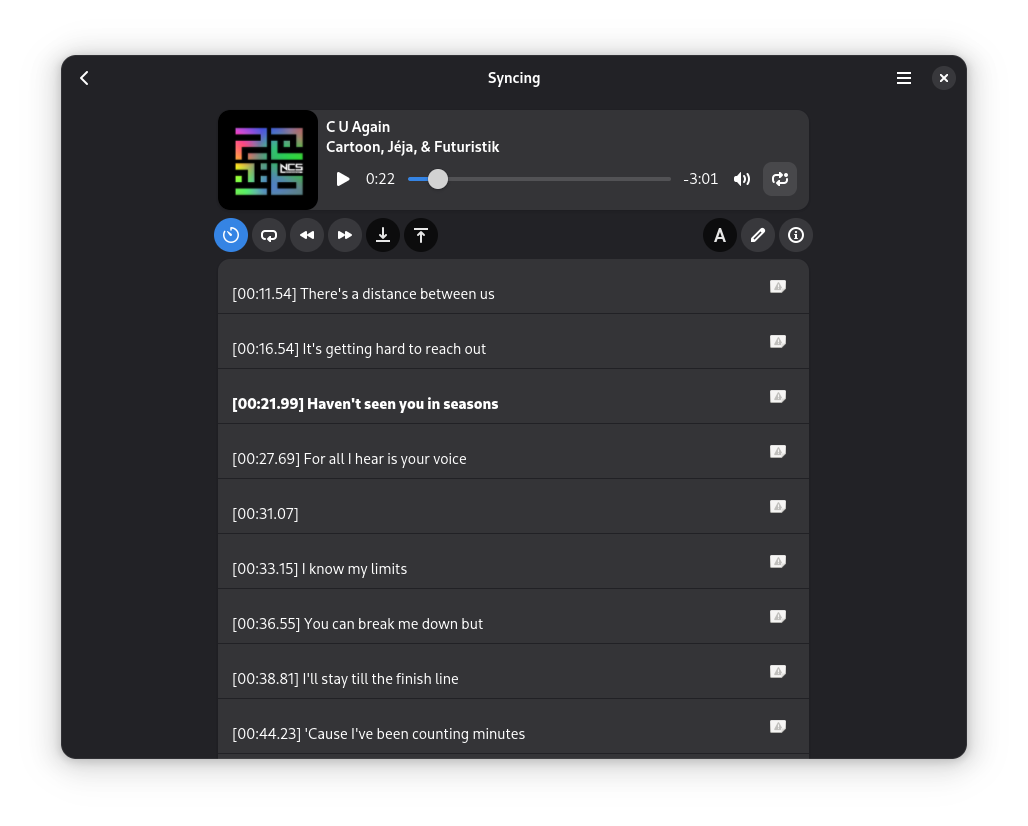 Syncing
NCS
C U Again
Cartoon, Jéja, & Futuristik
0:22
-3:01
A
[00:11.54] There's a distance between us
[00:16.54] It's getting hard to reach out
[00:21.99] Haven't seen you in seasons
[00:27.69] For all I hear is your voice
[00:31.07]
[00:33.15] I know my limits
[00:36.55] You can break me down but
[00:38.81] I'll stay till the finish line
[00:44.23] 'Cause I've been counting minutes